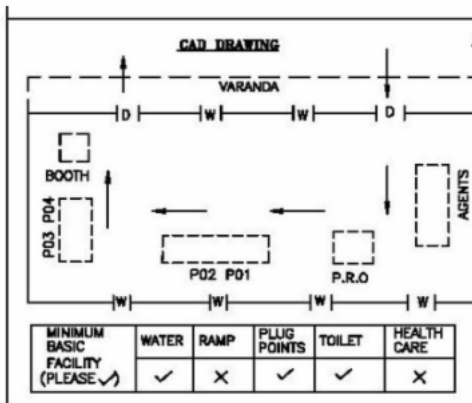 CAD DRAWING
VARANDA
D W W D
BOOTH
P03 P04
AGENTS
P02 P01
P.R.O
W W W W
MINIMUM BASIC FACILITY (PLEASE ✓)
WATER
RAMP
PLUG POINTS
TOILET
HEALTH CARE
✓ X ✓ ✓ X